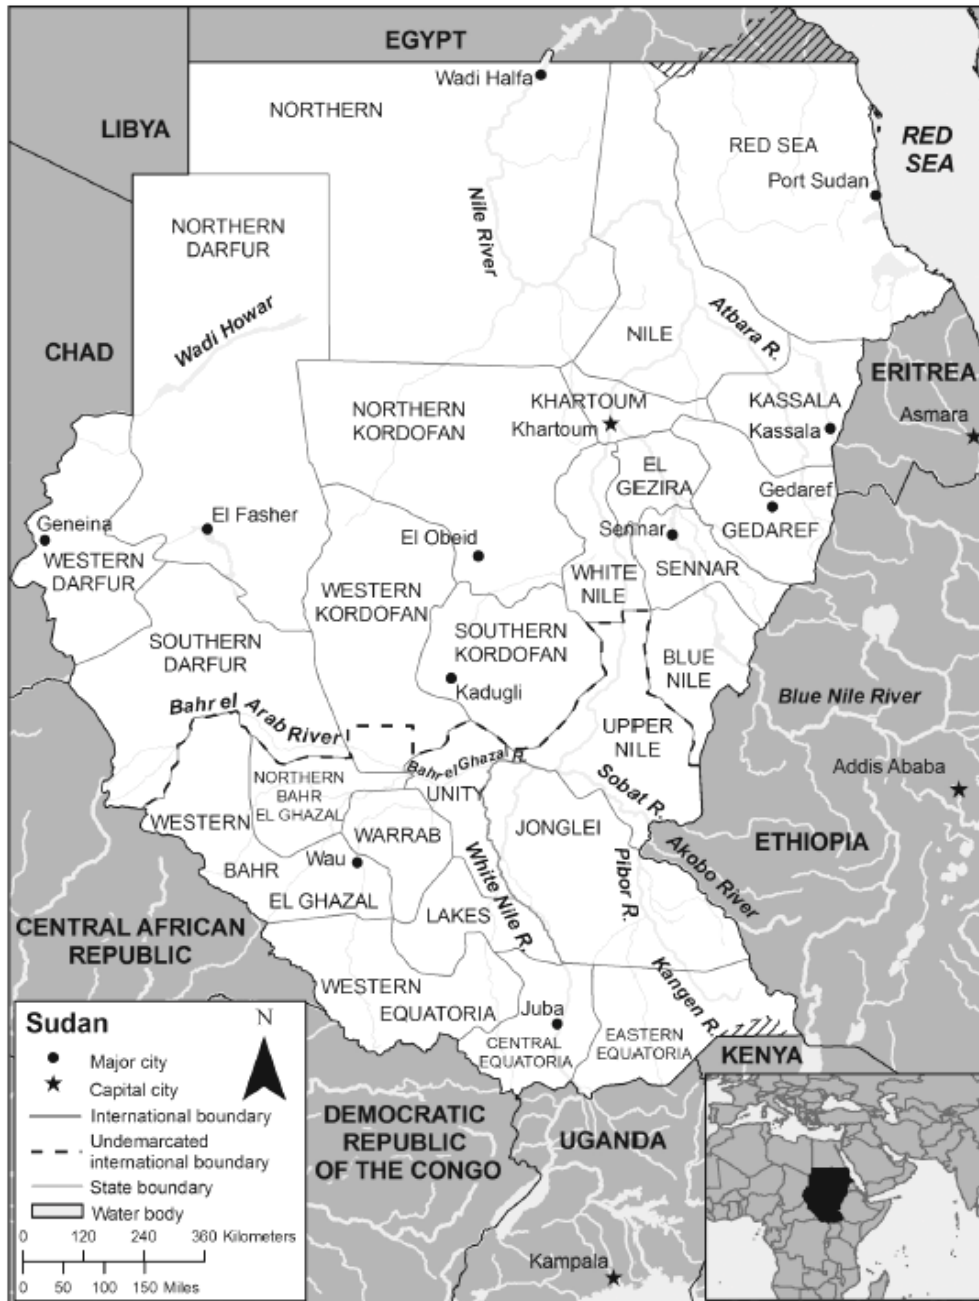 EGYPT
Wadi Halfa
NORTHERN
LIBYA
RED
SEA
RED SEA
Port Sudan
Nile River
NORTHERN
DARFUR
Wadi Howar
CHAD
NILE
Atbara R.
ERITREA
Asmara
KHARTOUM
Khartoum
KASSALA
Kassala
NORTHERN
KORDOFAN
EL
GEZIRA
Gedaref
GEDAREF
Geneina
WESTERN
DARFUR
El Fasher
El Obeid
Sennar
SENNAR
WHITE
NILE
WESTERN
KORDOFAN
SOUTHERN
KORDOFAN
Kadugli
SOUTHERN
DARFUR
BLUE
NILE
Blue Nile River
Bahr el Arab River
UPPER
NILE
Addis Ababa
Bahr el Ghazal R.
UNITY
NORTHERN
BAHR
EL GHAZAL
Sobat R.
WESTERN
BAHR
EL GHAZAL
WARRAB
Wau
JONGLEI
ETHIOPIA
Akobo River
Pibor R.
White Nile R.
LAKES
CENTRAL AFRICAN
REPUBLIC
WESTERN
EQUATORIA
Kangen R.
Juba
CENTRAL
EQUATORIA
EASTERN
EQUATORIA
KENYA
DEMOCRATIC
REPUBLIC
OF THE CONGO
UGANDA
Kampala
Sudan
N
Major city
Capital city
International boundary
Undemarcated
international boundary
State boundary
Water body
0 120 240 360 Kilometers
0 50 100 150 Miles